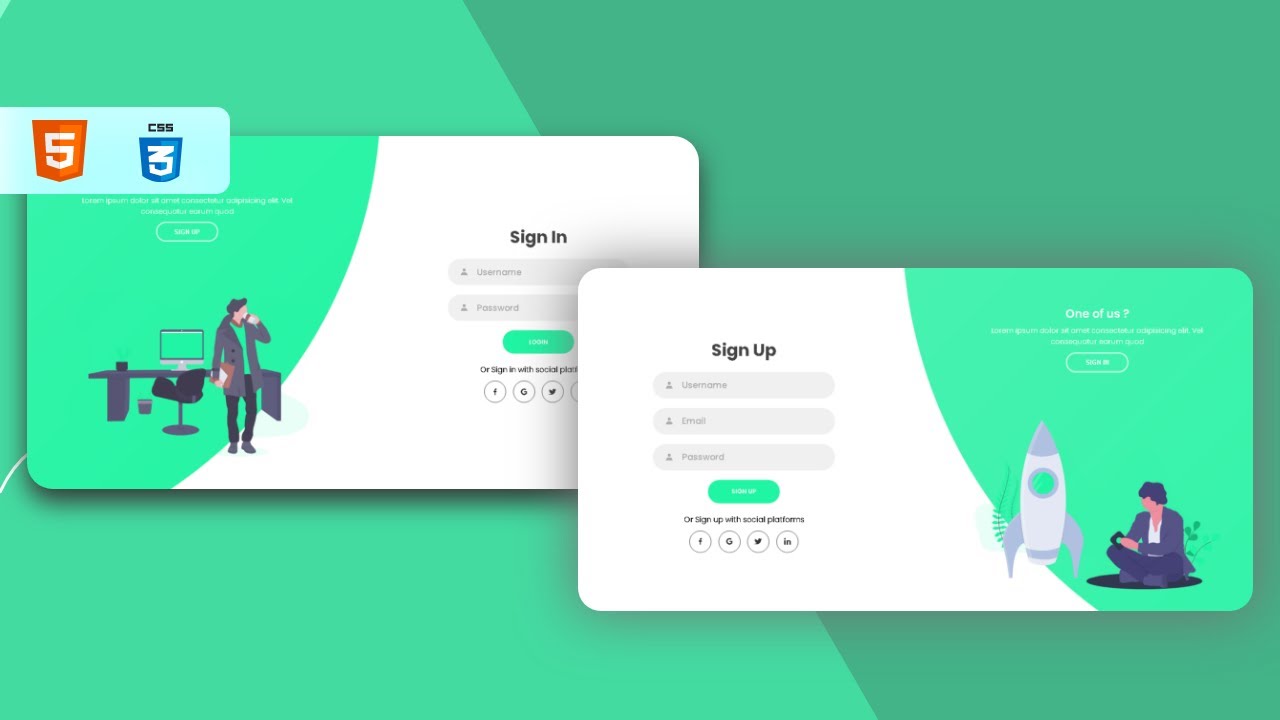 5
CSS
3
Lorem ipsum dolor sit amet consectetur adipisicing elit. Vel
consequatur earum quod
SIGN UP
Sign In
Username
Password
LOGIN
Or Sign in with social platf
f
G
One of us ?
Lorem ipsum dolor sit amet consectetur adipisicing elit. Vel
consequatur earum quod
SIGN IN
Sign Up
Username
Email
Password
SIGN UP
Or Sign up with social platforms
f
G
in